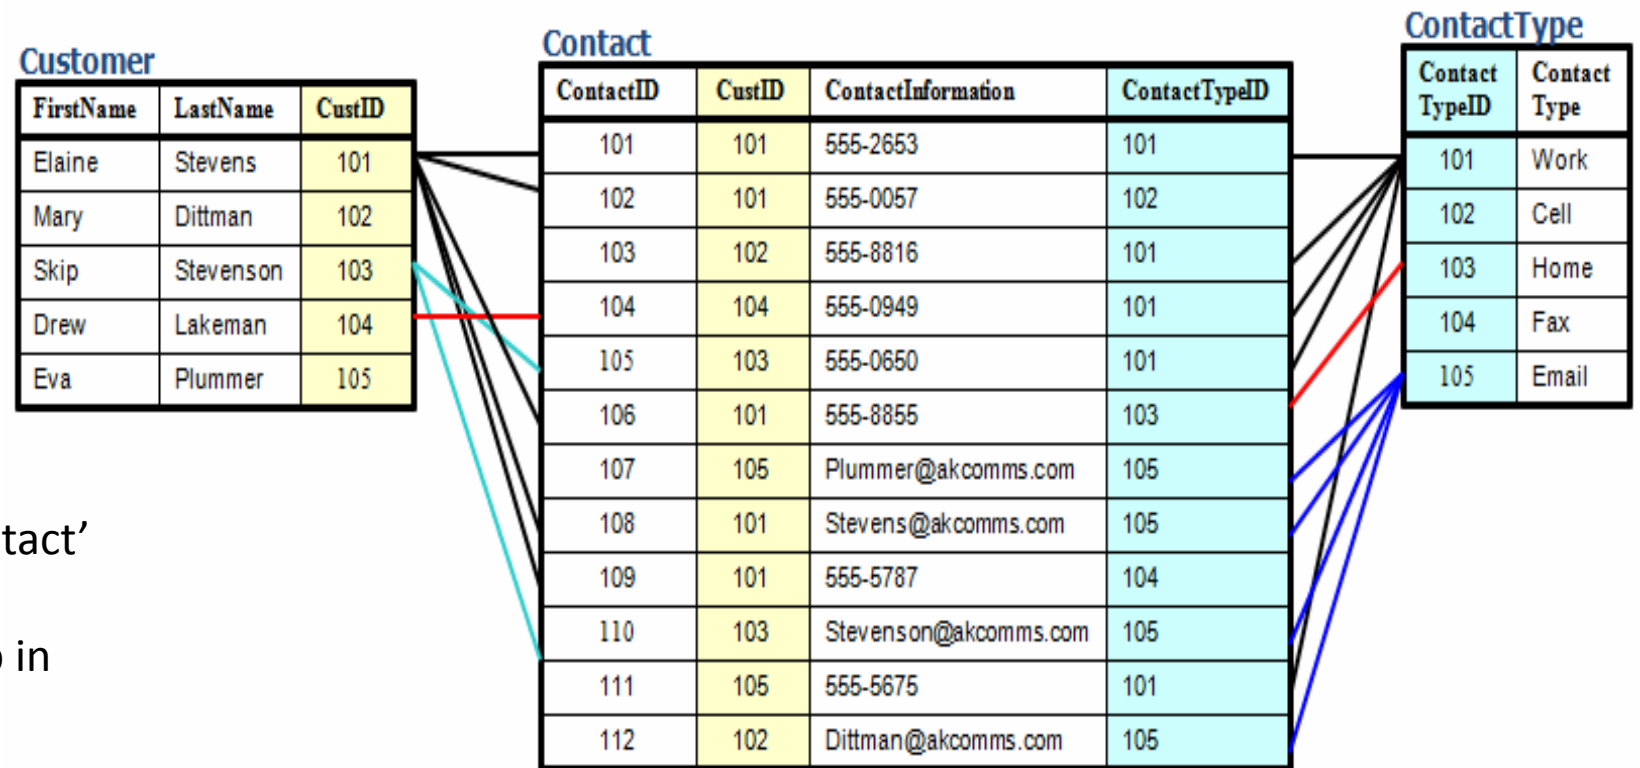 Customer
FirstName LastName CustID
Elaine Stevens 101
Mary Dittman 102
Skip Stevenson 103
Drew Lakeman 104
Eva Plummer 105
tact’
in
Contact
ContactID CustID ContactInformation ContactTypeID
101 101 555-2653 101
102 101 555-0057 102
103 102 555-8816 101
104 104 555-0949 101
105 103 555-0650 101
106 101 555-8855 103
107 105 Plummer@akcomms.com 105
108 101 Stevens@akcomms.com 105
109 101 555-5787 104
110 103 Stevenson@akcomms.com 105
111 105 555-5675 101
112 102 Dittman@akcomms.com 105
ContactType
Contact Contact
TypeID Type
101 Work
102 Cell
103 Home
104 Fax
105 Email